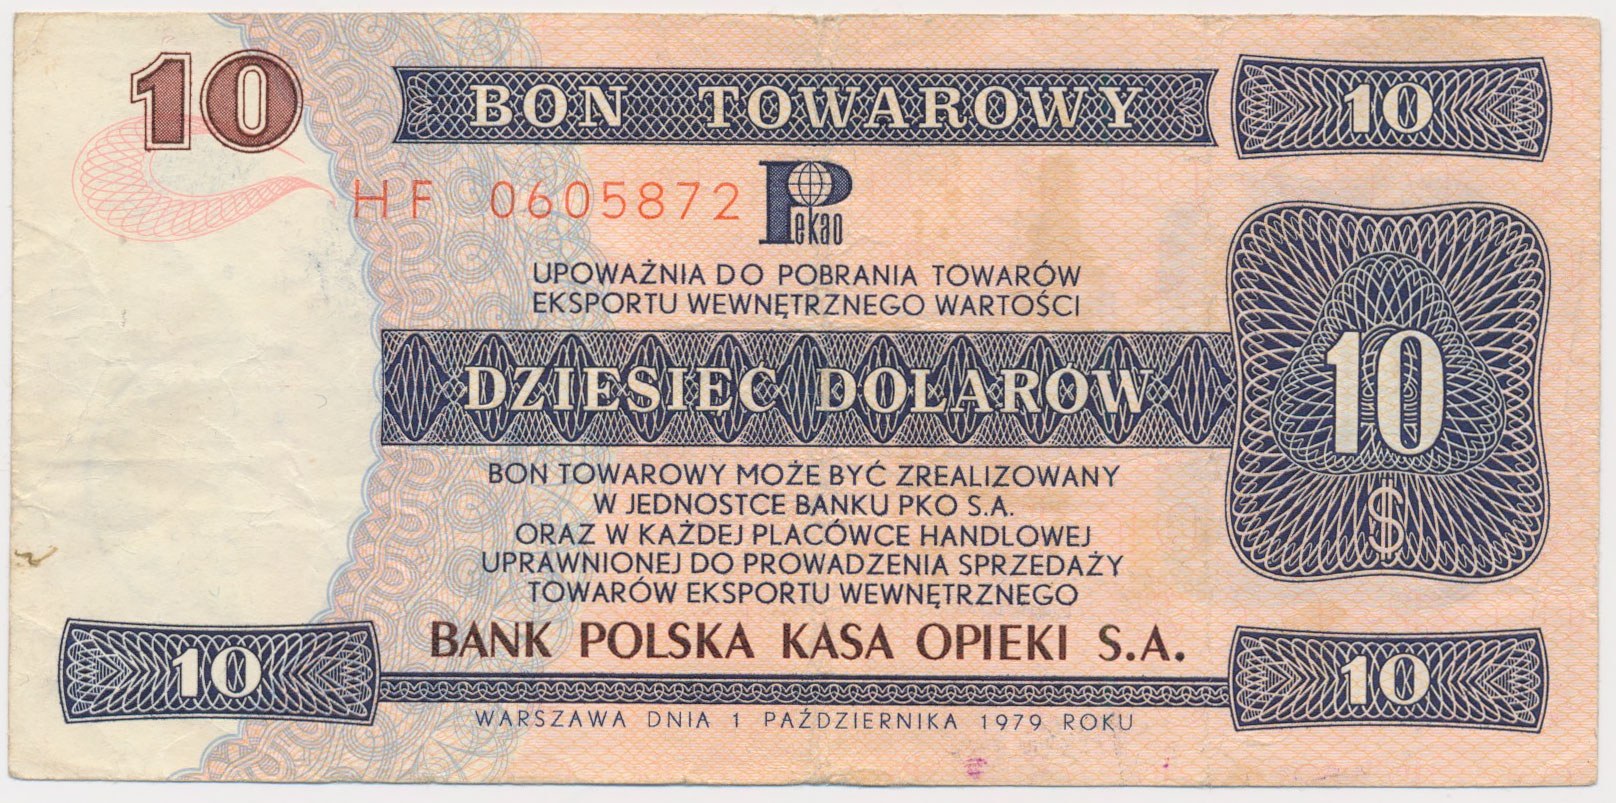 10 BON TOWAROWY 10
HF 0605872 Pekao
UPOWAŻNIA DO POBRANIA TOWARÓW
EKSPORTU WEWNĘTRZNEGO WARTOŚCI
DZIESIĘĆ DOLARÓW
10
$
BON TOWAROWY MOŻE BYĆ ZREALIZOWANY
W JEDNOSTCE BANKU PKO S.A.
ORAZ W KAŻDEJ PLACÓWCE HANDLOWEJ
UPRAWNIONEJ DO PROWADZENIA SPRZEDAŻY
TOWARÓW EKSPORTU WEWNĘTRZNEGO
BANK POLSKA KASA OPIEKI S.A.
10 10
WARSZAWA DNIA 1 PAŹDZIERNIKA 1979 ROKU